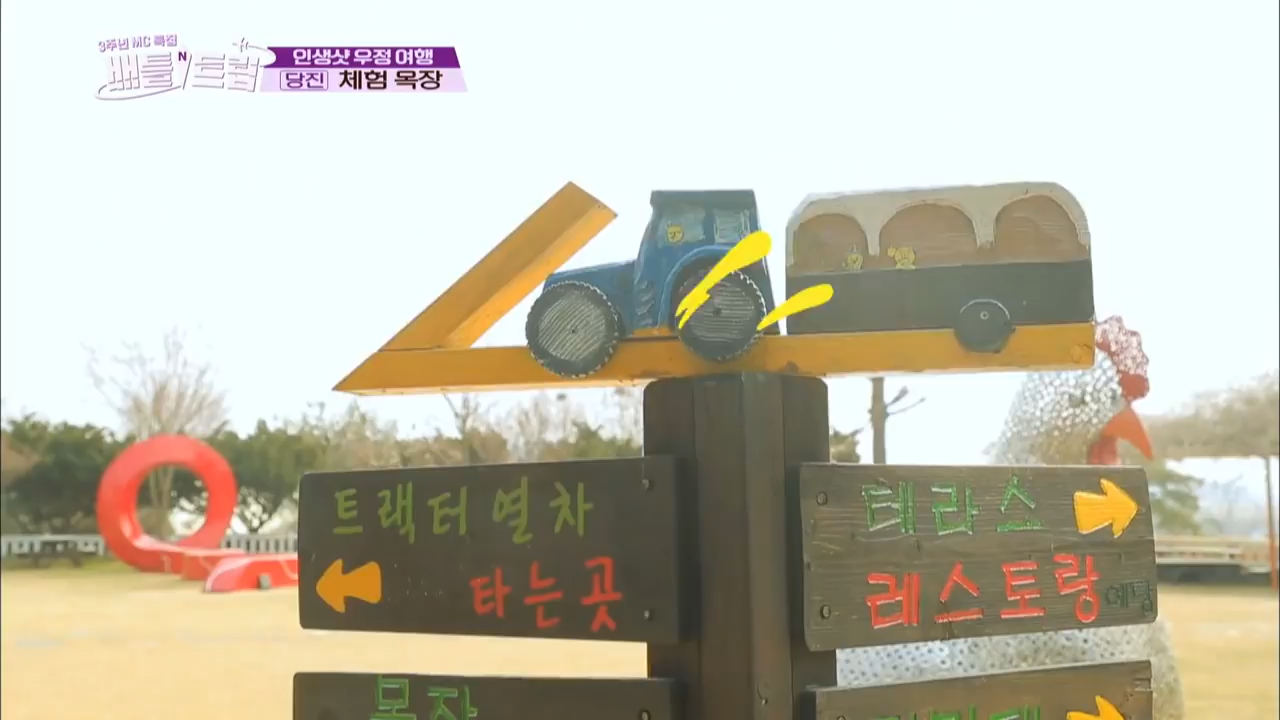 3주년 MC 특집
배틀 트립
N
인생샷 우정 여행
당진 체험 목장
트랙터 열차
타는 곳
테라스
레스토랑
목장